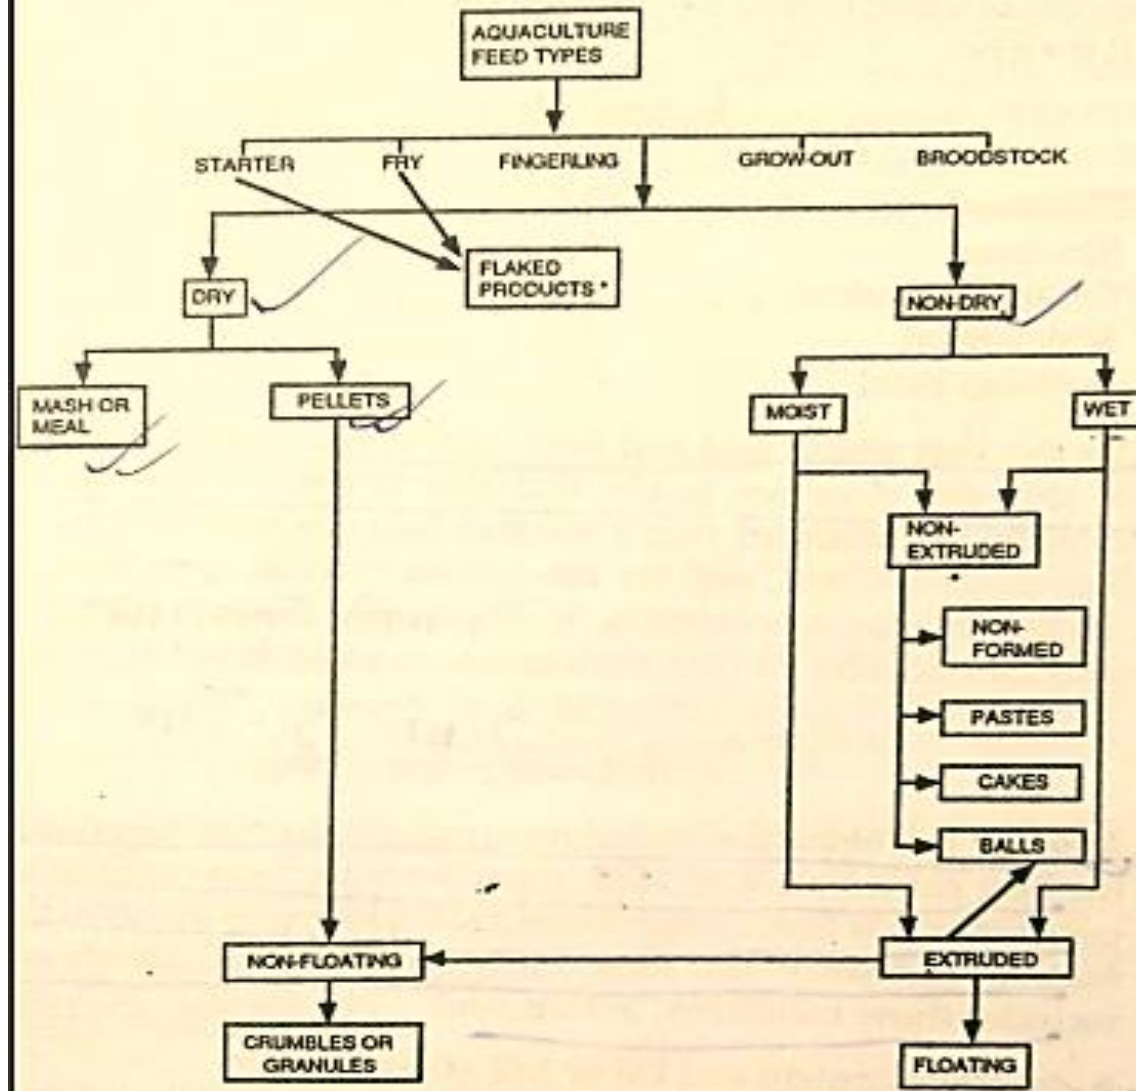 AQUACULTURE
FEED TYPES
STARTER FRY FINGERLING GROW-OUT BROODSTOCK
FLAKED
PRODUCTS *
DRY
NON-DRY
MASH OR
MEAL
PELLETS
MOIST
WET
NON-
EXTRUDED
NON-
FORMED
PASTES
CAKES
BALLS
NON-FLOATING
EXTRUDED
CRUMBLES OR
GRANULES
FLOATING